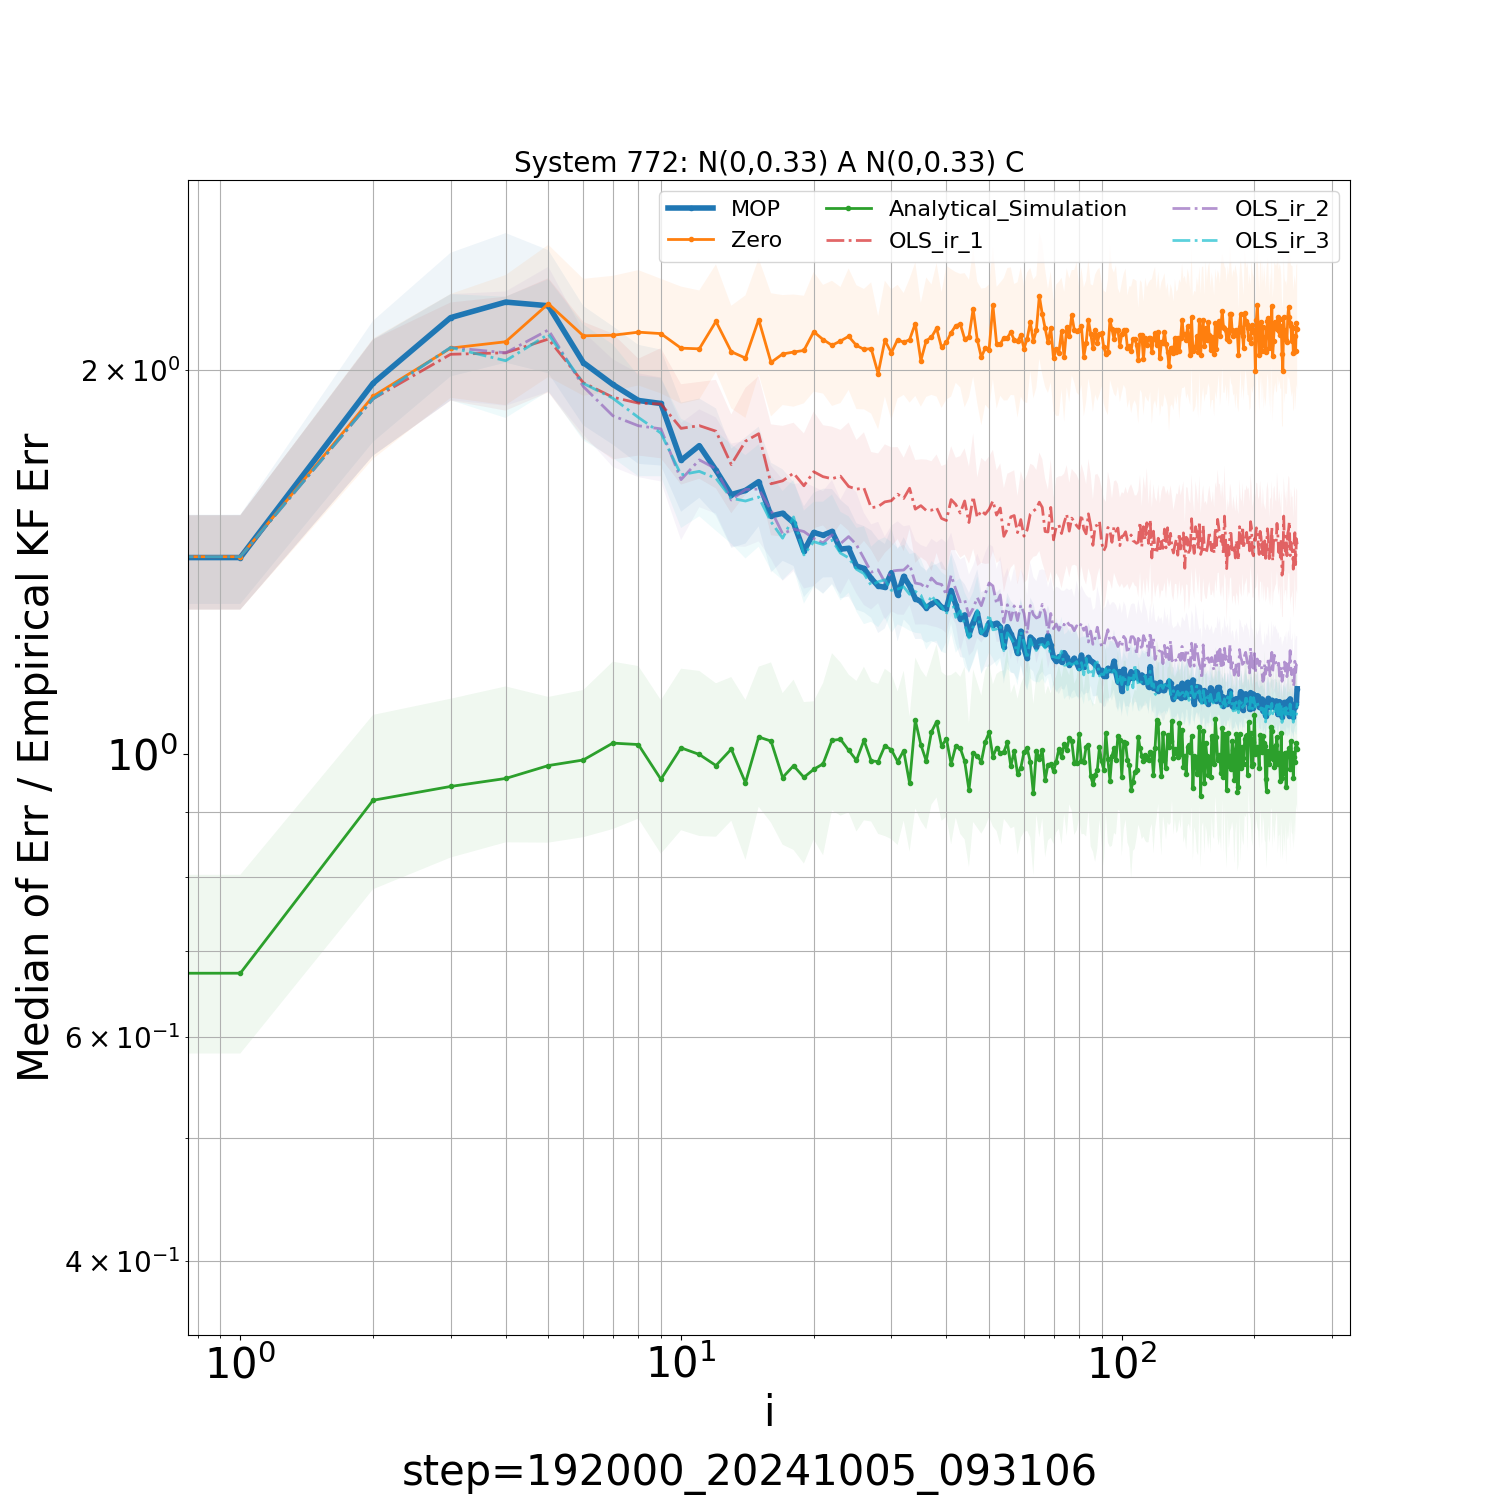 System 772: N(0,0.33) A N(0,0.33) C
MOP
Zero
Analytical_Simulation
OLS_ir_1
OLS_ir_2
OLS_ir_3
Median of Err / Empirical KF Err
2 × 10⁰
10⁰
6 × 10⁻¹
4 × 10⁻¹
10⁰ 10¹ 10²
i
step=192000_20241005_093106